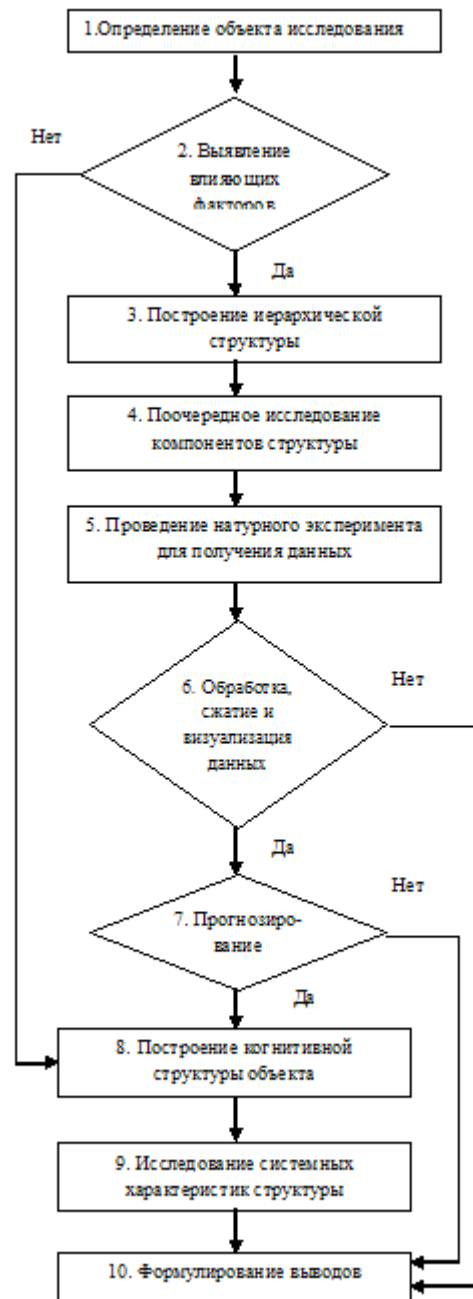 1.Определение объекта исследования
Нет
2. Выявление
влияющих
факторов
Да
3. Построение иерархической
структуры
4. Поочередное исследование
компонентов структуры
5. Проведение натурного эксперимента
для получения данных
6. Обработка,
сжатие и
визуализация
данных
Нет
Да
Нет
7. Прогнозиро-
вание
Да
8. Построение когнитивной
структуры объекта
9. Исследование системных
характеристик структуры
10. Формулирование выводов